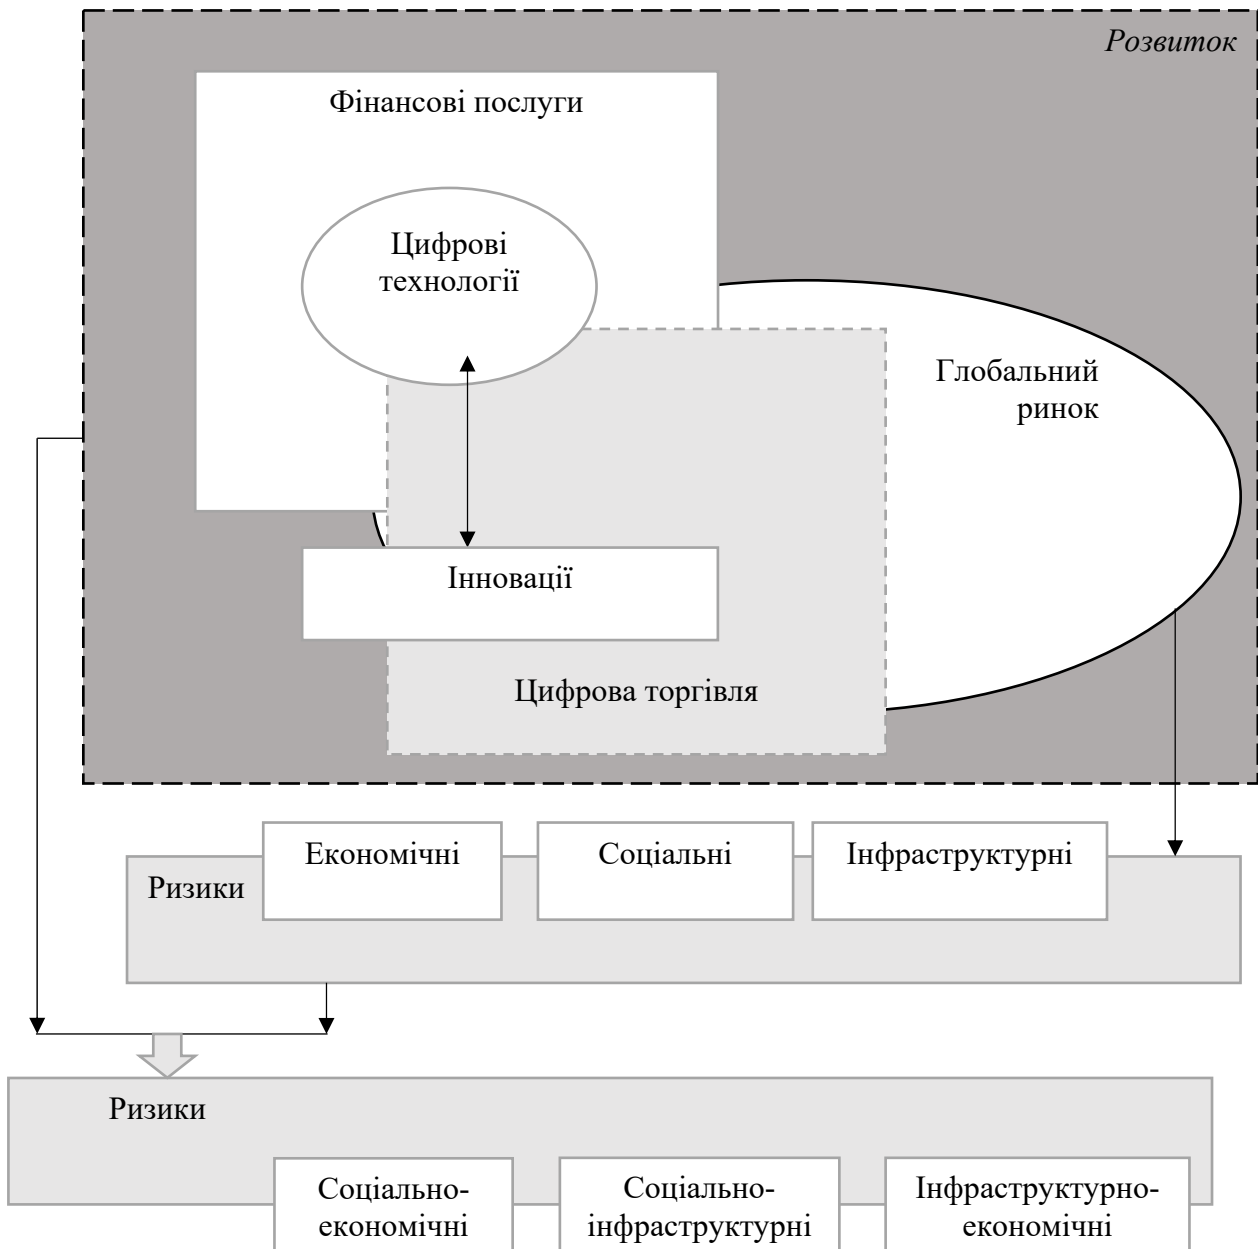 Розвиток
Фінансові послуги
Цифрові
технології
Глобальний
ринок
Інновації
Цифрова торгівля
Економічні
Соціальні
Інфраструктурні
Ризики
Ризики
Соціально-
економічні
Соціально-
інфраструктурні
Інфраструктурно-
економічні